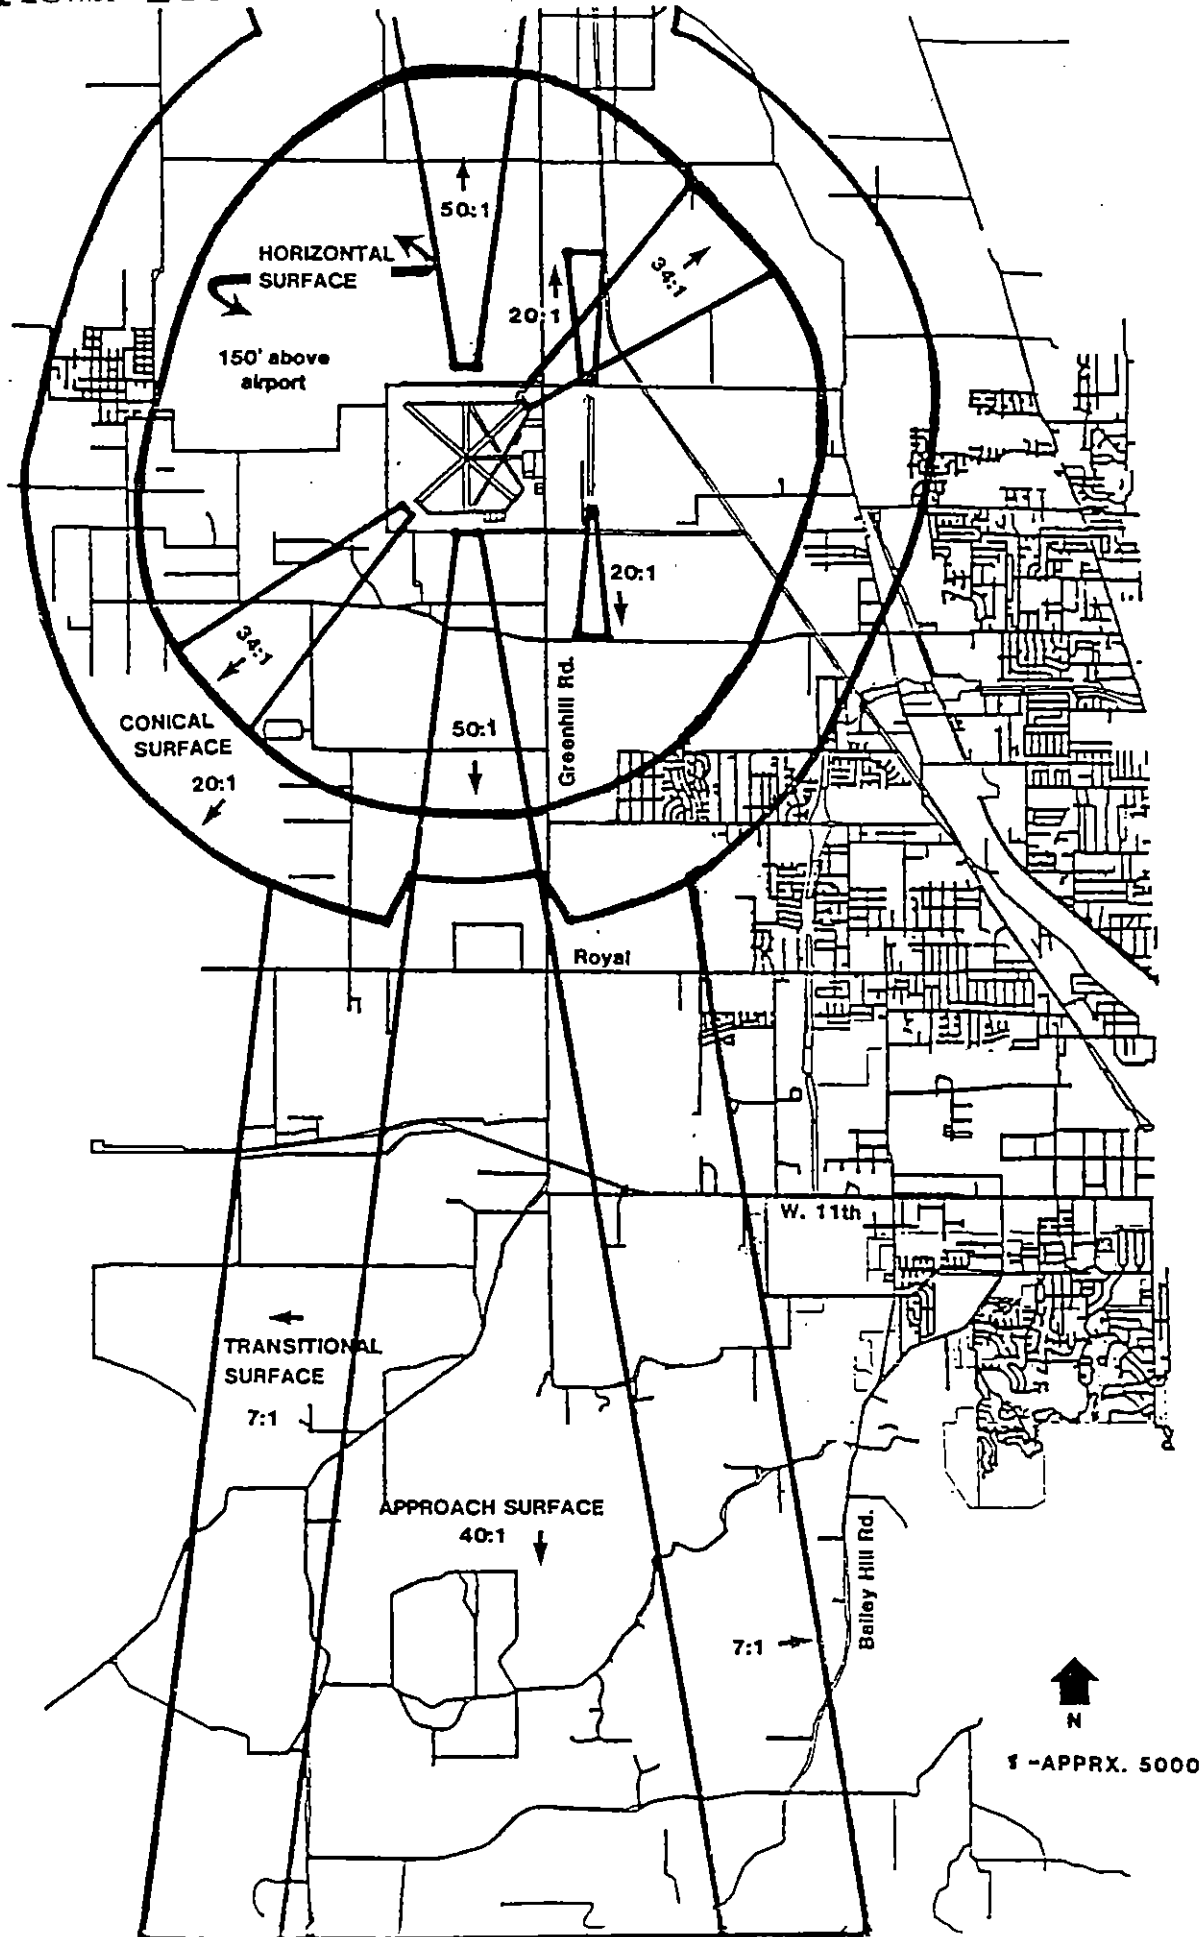 50:1
HORIZONTAL
SURFACE
34:1
20:1
150' above
airport
20:1
34:1
Greenhill Rd.
CONICAL
SURFACE
50:1
20:1
Royal
W. 11th
TRANSITIONAL
SURFACE
7:1
APPROACH SURFACE
40:1
Bailey Hill Rd.
7:1
N
-APPRX. 5000